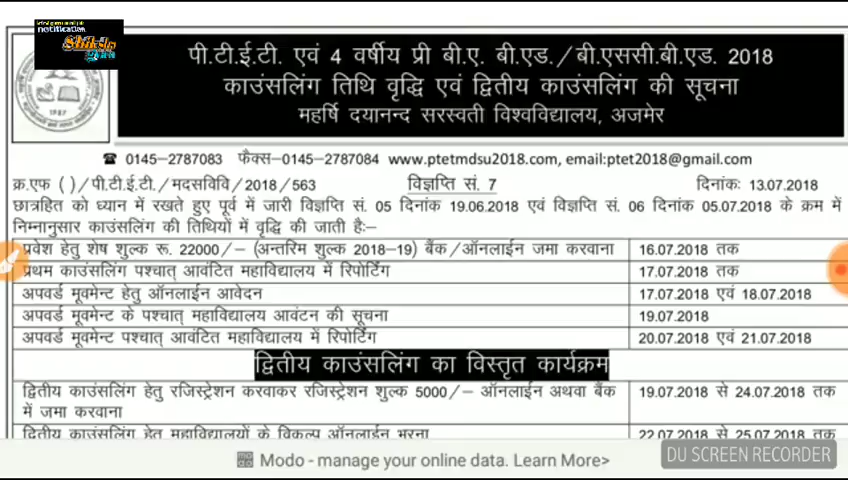 notification
पी.टी.ई.टी. एवं 4 वर्षीय प्री बी.ए. बी.एड./बी.एससी.बी.एड. 2018
काउंसलिंग तिथि वृद्धि एवं द्वितीय काउंसलिंग की सूचना
महर्षि दयानन्द सरस्वती विश्वविद्यालय, अजमेर
1987
☎ 0145-2787083 फैक्स-0145-2787084 www.ptetmdsu2018.com, email:ptet2018@gmail.com
क्र.एफ ( )/पी.टी.ई.टी./मदसविवि/2018/563 विज्ञप्ति सं. 7 दिनांकः 13.07.2018
छात्रहित को ध्यान में रखते हुए पूर्व में जारी विज्ञप्ति सं. 05 दिनांक 19.06.2018 एवं विज्ञप्ति सं. 06 दिनांक 05.07.2018 के क्रम में
निम्नानुसार काउंसलिंग की तिथियों में वृद्धि की जाती हैः-
प्रवेश हेतु शेष शुल्क रू. 22000/- (अन्तरिम शुल्क 2018-19) बैंक/ऑनलाईन जमा करवाना 16.07.2018 तक
प्रथम काउंसलिंग पश्चात् आवंटित महाविद्यालय में रिपोर्टिंग 17.07.2018 तक
अपवर्ड मूवमेन्ट हेतु ऑनलाईन आवेदन 17.07.2018 एवं 18.07.2018
अपवर्ड मूवमेन्ट के पश्चात् महाविद्यालय आवंटन की सूचना 19.07.2018
अपवर्ड मूवमेन्ट पश्चात् आवंटित महाविद्यालय में रिपोर्टिंग 20.07.2018 एवं 21.07.2018
द्वितीय काउंसलिंग का विस्तृत कार्यक्रम
द्वितीय काउंसलिंग हेतु रजिस्ट्रेशन करवाकर रजिस्ट्रेशन शुल्क 5000/- ऑनलाईन अथवा बैंक 19.07.2018 से 24.07.2018 तक
में जमा करवाना
द्वितीय काउंसलिंग हेतु महाविद्यालयों के विकल्प ऑनलाईन भरना 22.07.2018 से 25.07.2018 तक
Modo - manage your online data. Learn More>
DU SCREEN RECORDER